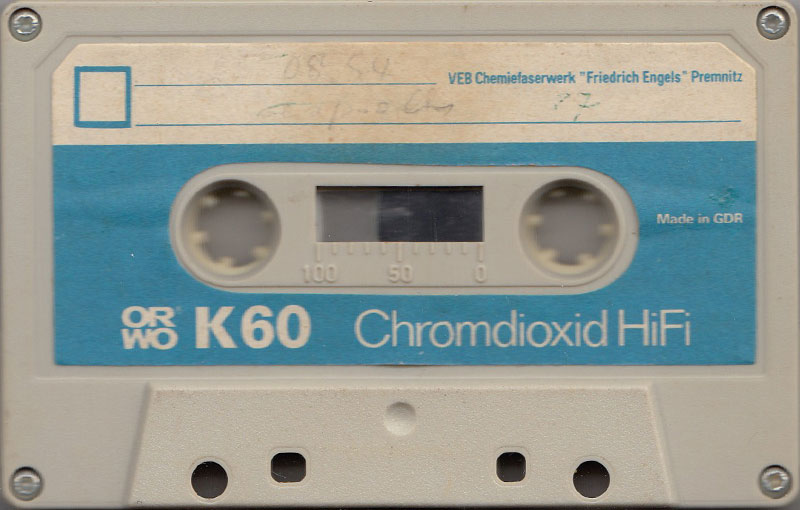 VEB Chemiefaserwerk "Friedrich Engels" Premnitz
Made in GDR
100 50 0
ORWO K60 Chromdioxid HiFi